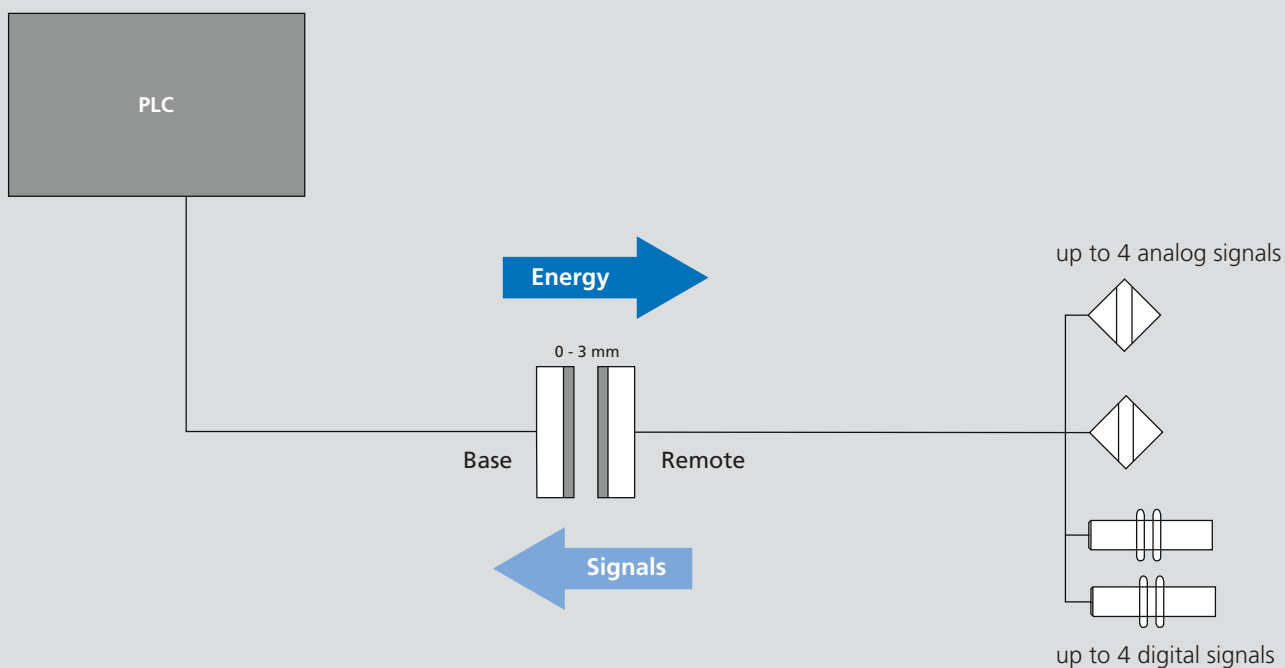 PLC
up to 4 analog signals
Energy
0 - 3 mm
Base
Remote
Signals
up to 4 digital signals